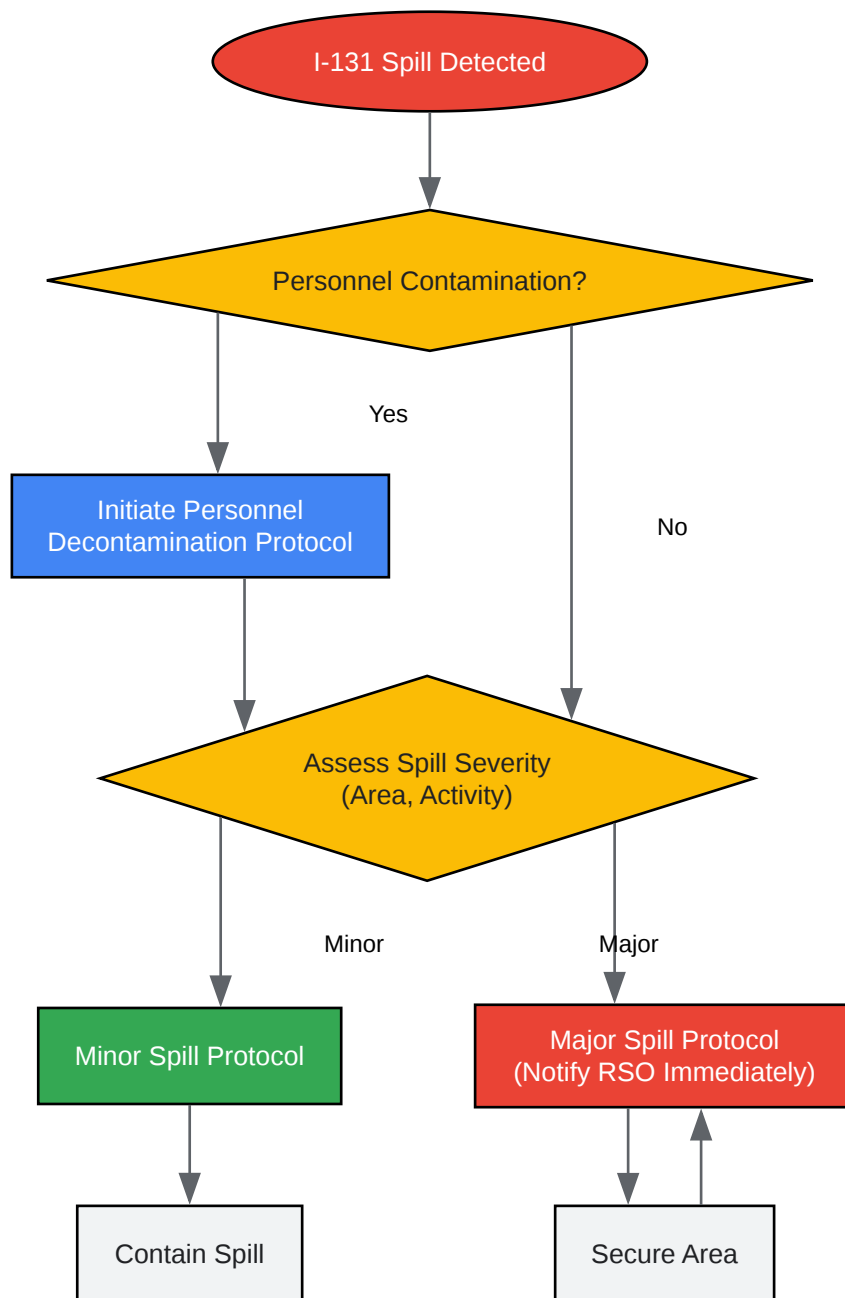 I-131 Spill Detected
Personnel Contamination?
Yes
Initiate Personnel
Decontamination Protocol
No
Assess Spill Severity
(Area, Activity)
Minor
Major
Minor Spill Protocol
Major Spill Protocol
(Notify RSO Immediately)
Contain Spill
Secure Area